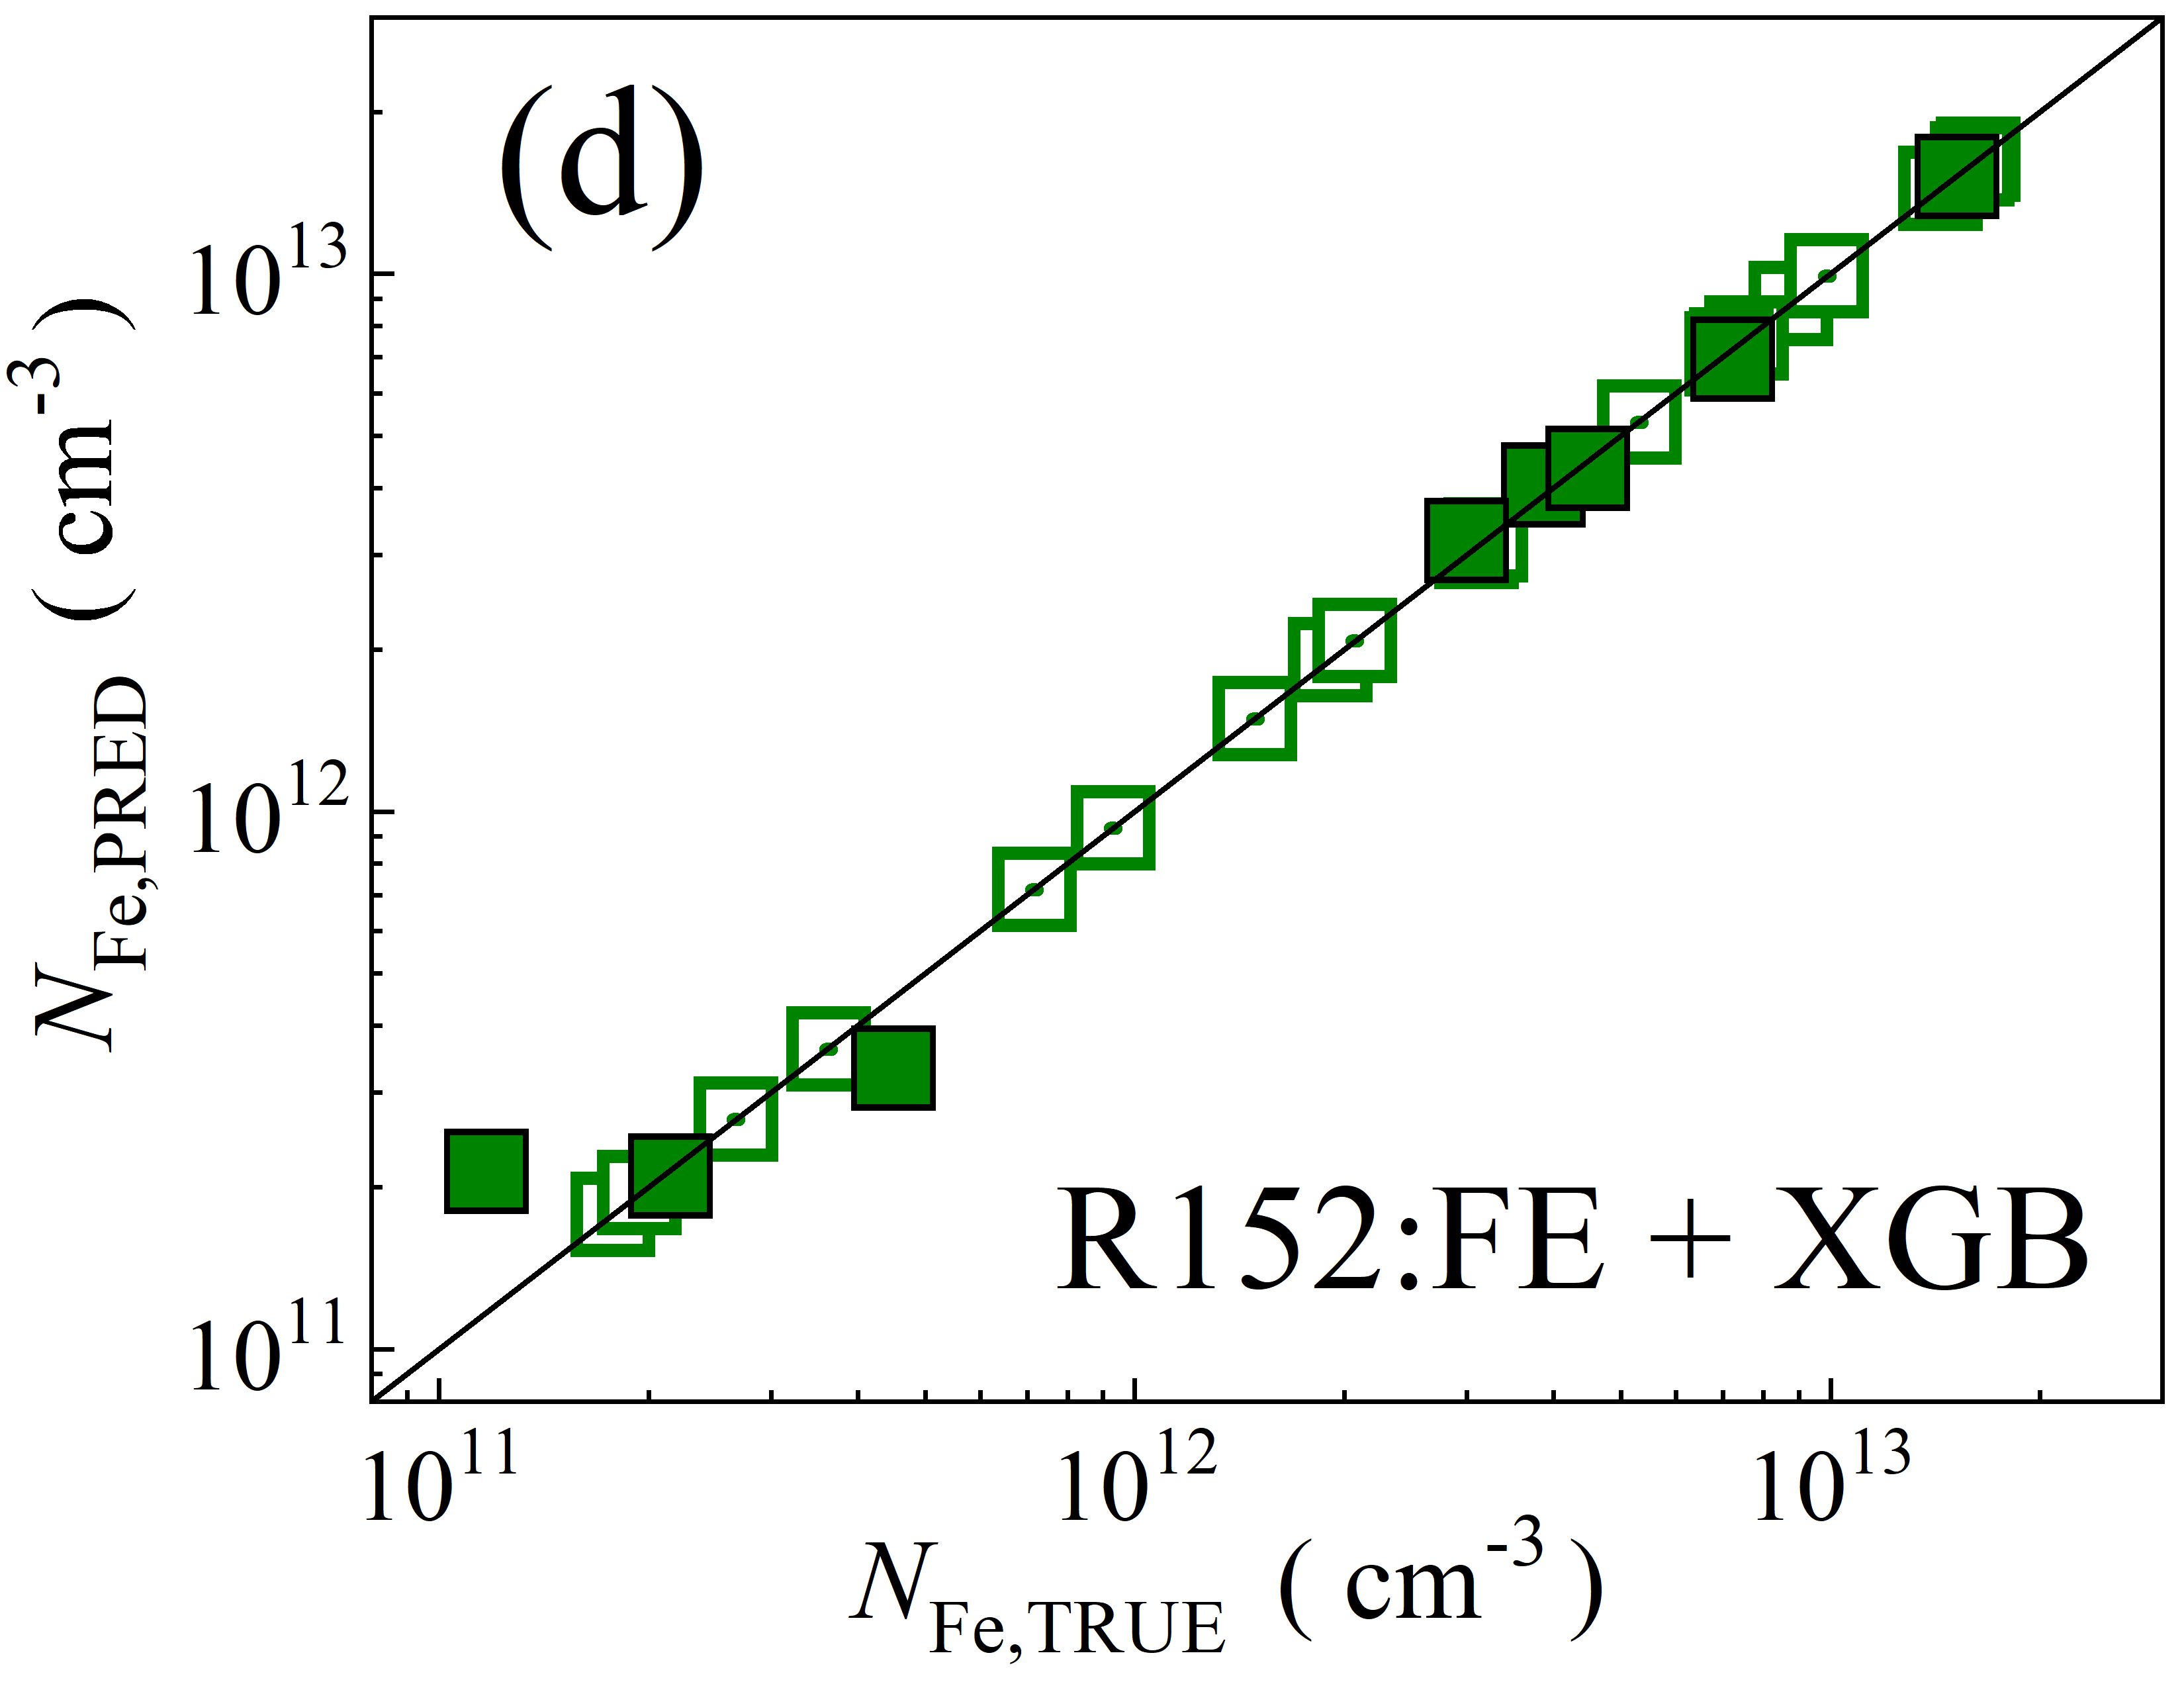 (d)
10^13
10^12
10^11
N_Fe,PRED ( cm^-3 )
R152:FE + XGB
10^11 10^12 10^13
N_Fe,TRUE ( cm^-3 )